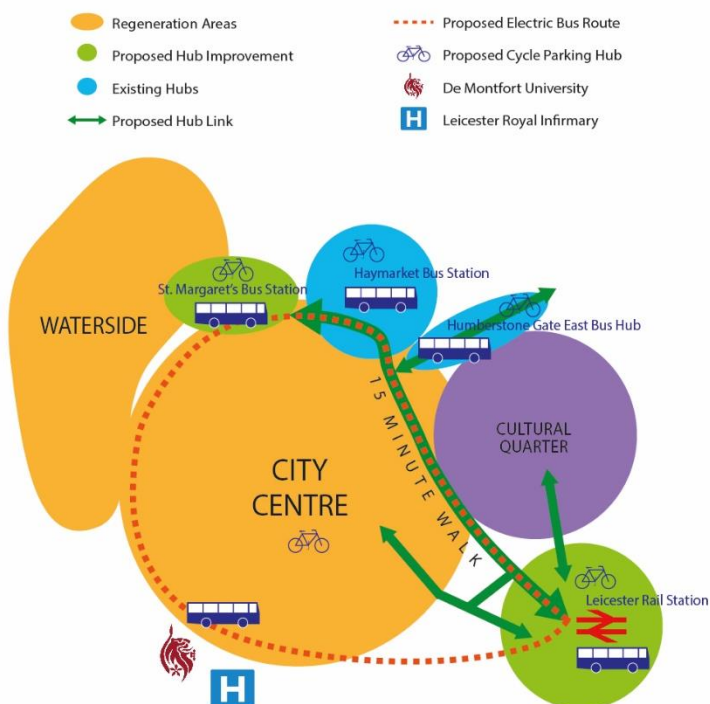 Regeneration Areas
Proposed Hub Improvement
Existing Hubs
Proposed Hub Link
Proposed Electric Bus Route
Proposed Cycle Parking Hub
De Montfort University
H
Leicester Royal Infirmary
St. Margaret's Bus Station
Haymarket Bus Station
WATERSIDE
Humberstone Gate East Bus Hub
15 MINUTE WALK
CULTURAL
QUARTER
CITY
CENTRE
Leicester Rail Station
H